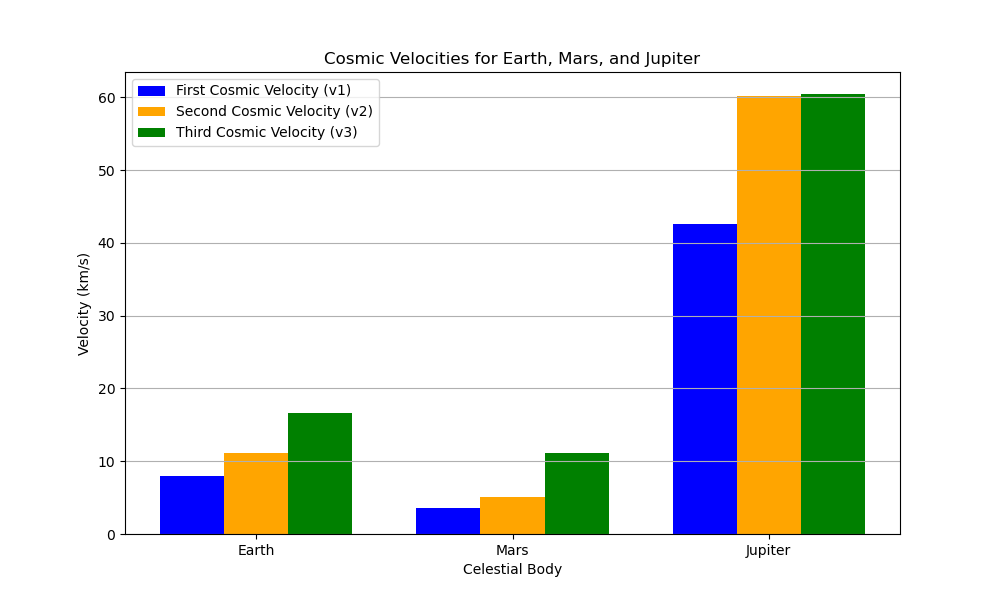 Cosmic Velocities for Earth, Mars, and Jupiter
First Cosmic Velocity (v1)
Second Cosmic Velocity (v2)
Third Cosmic Velocity (v3)
Velocity (km/s)
60
50
40
30
20
10
0
Earth
Mars
Jupiter
Celestial Body